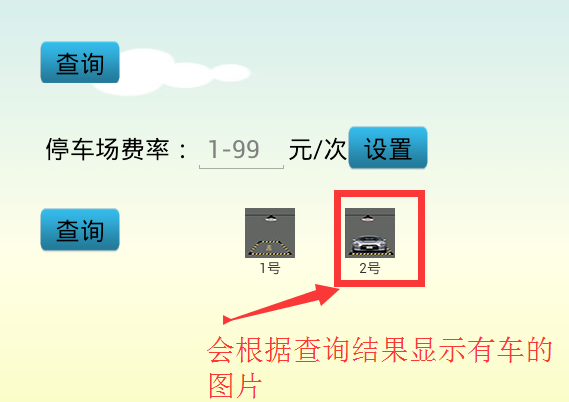 查询
停车场费率： 1-99 元/次 设置
查询
1号 2号
会根据查询结果显示有车的
图片